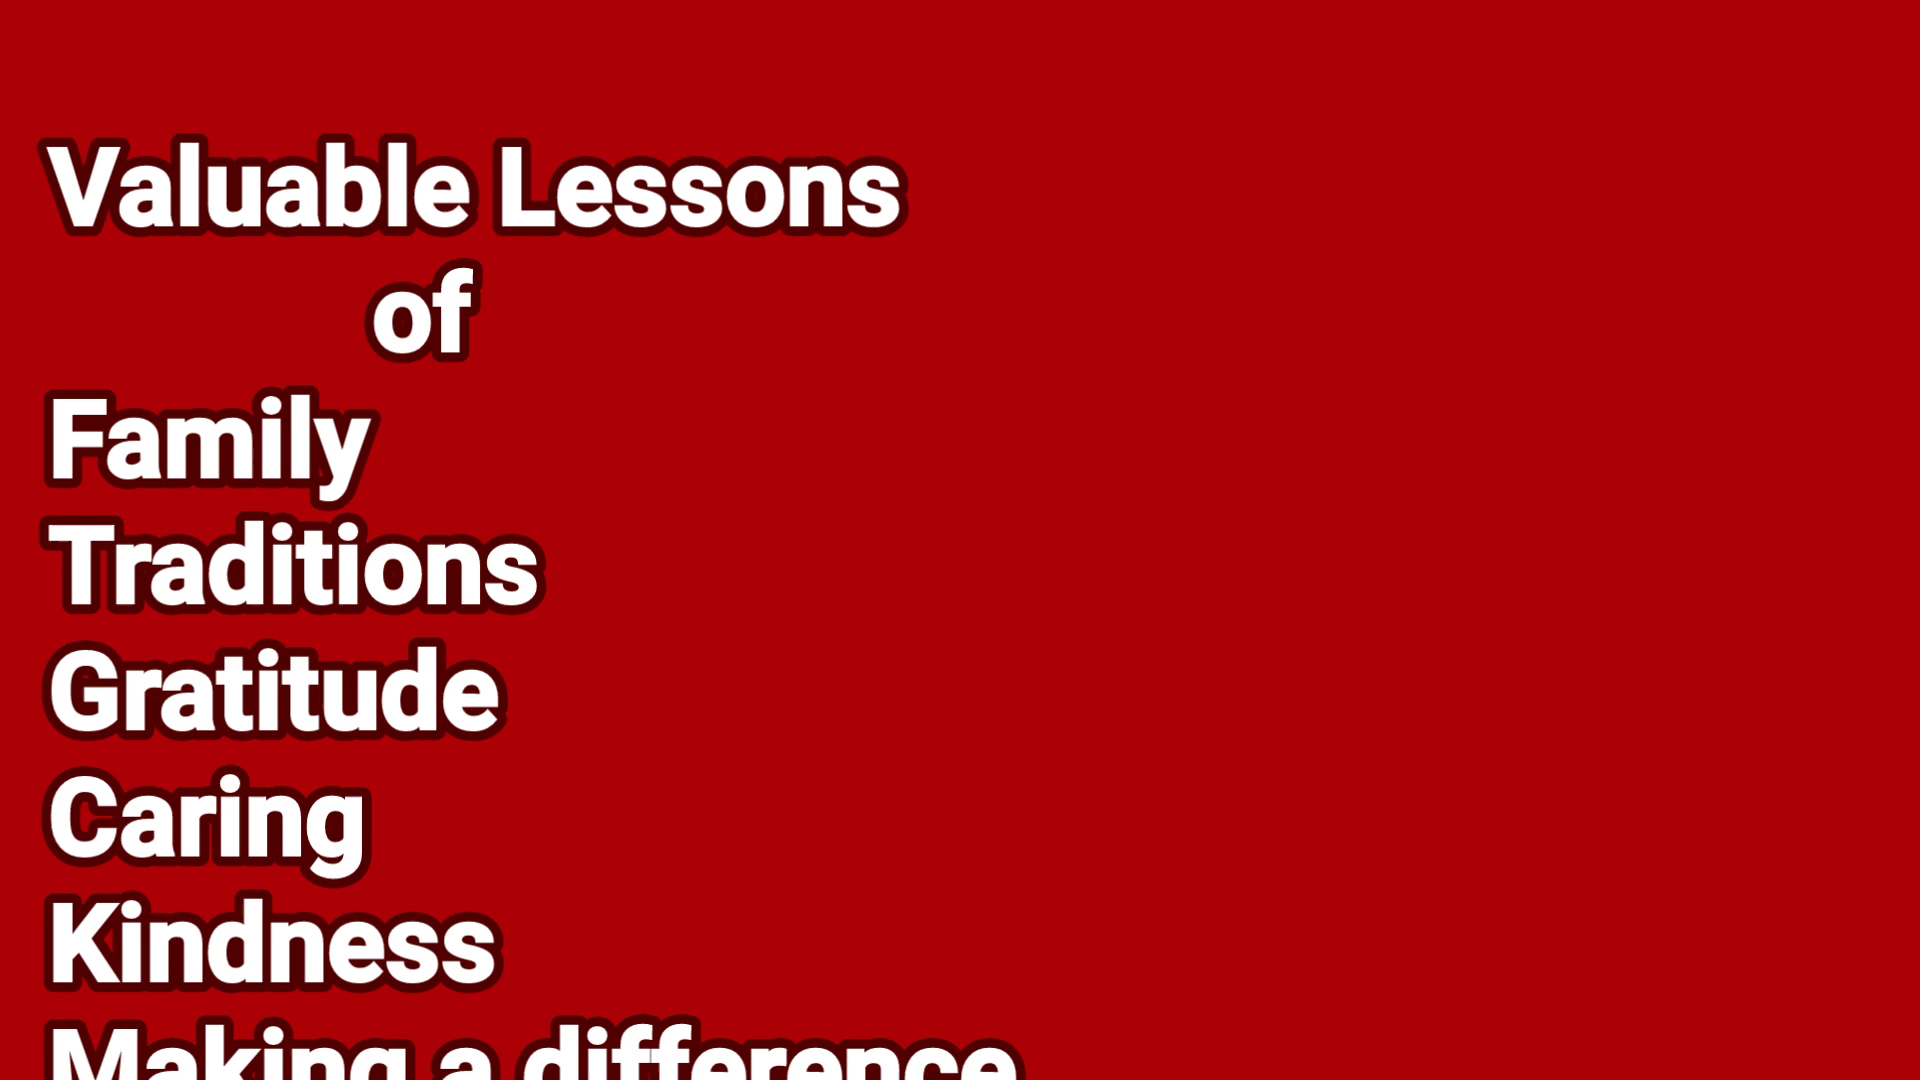 Valuable Lessons
of
Family
Traditions
Gratitude
Caring
Kindness
Making a difference